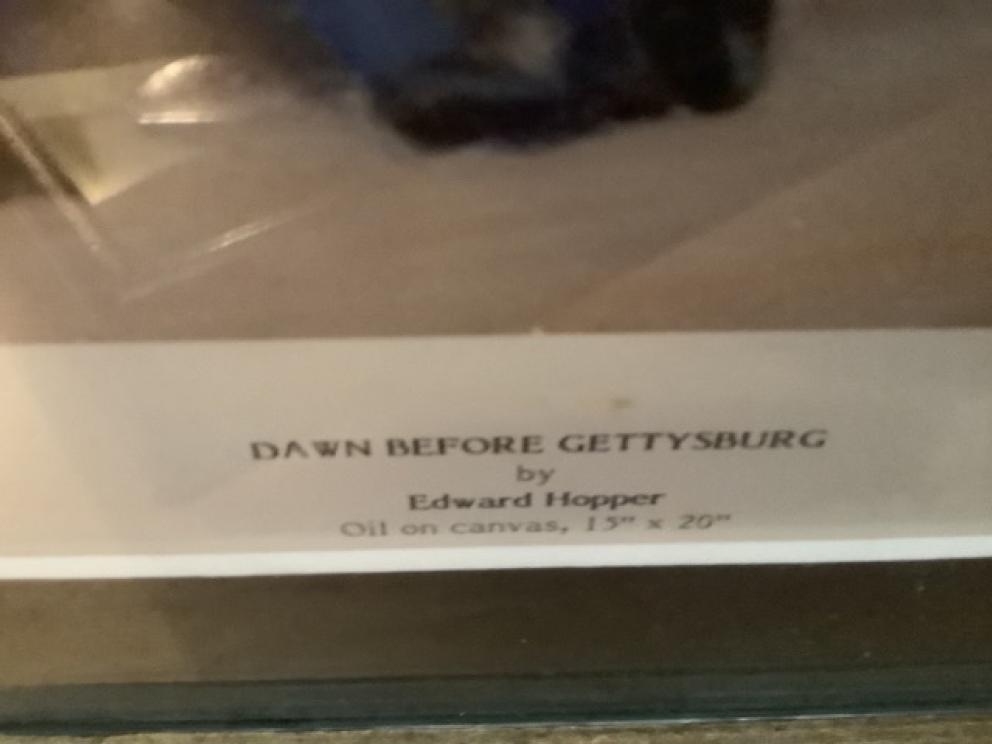 DAWN BEFORE GETTYSBURG
by
Edward Hopper
Oil on canvas, 15" x 20"